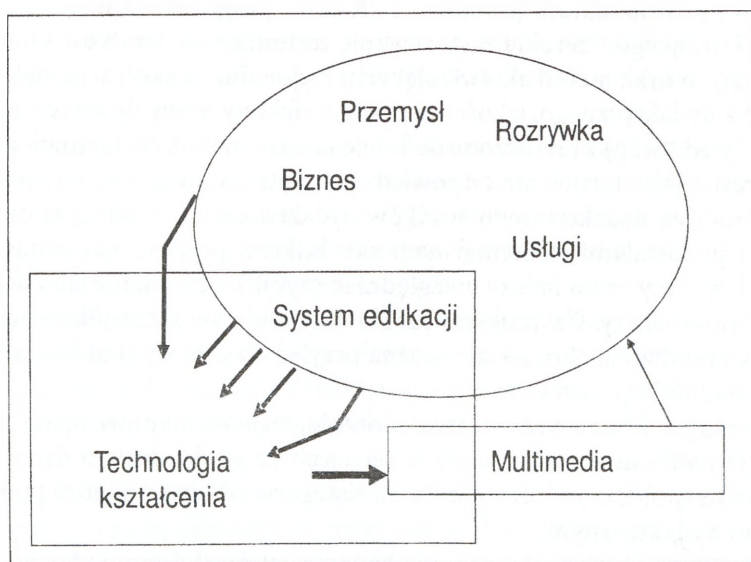 Przemysł
Rozrywka
Biznes
Usługi
System edukacji
Technologia
kształcenia
Multimedia